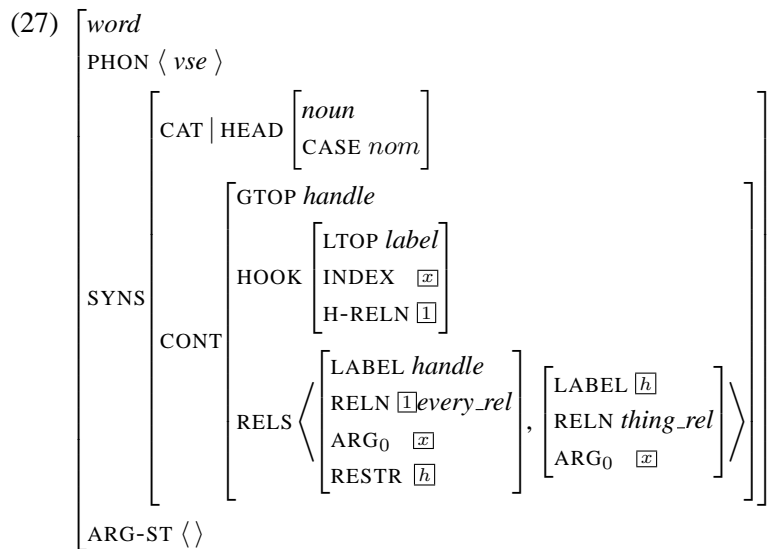 (27)
word
PHON ⟨ vse ⟩
CAT | HEAD [noun
CASE nom]
GTOP handle
HOOK [LTOP label
INDEX x
H-RELN 1]
SYNS
CONT
RELS ⟨ [LABEL handle
RELN 1 every_rel
ARG₀ x
RESTR h] , [LABEL h
RELN thing_rel
ARG₀ x] ⟩
ARG-ST ⟨⟩